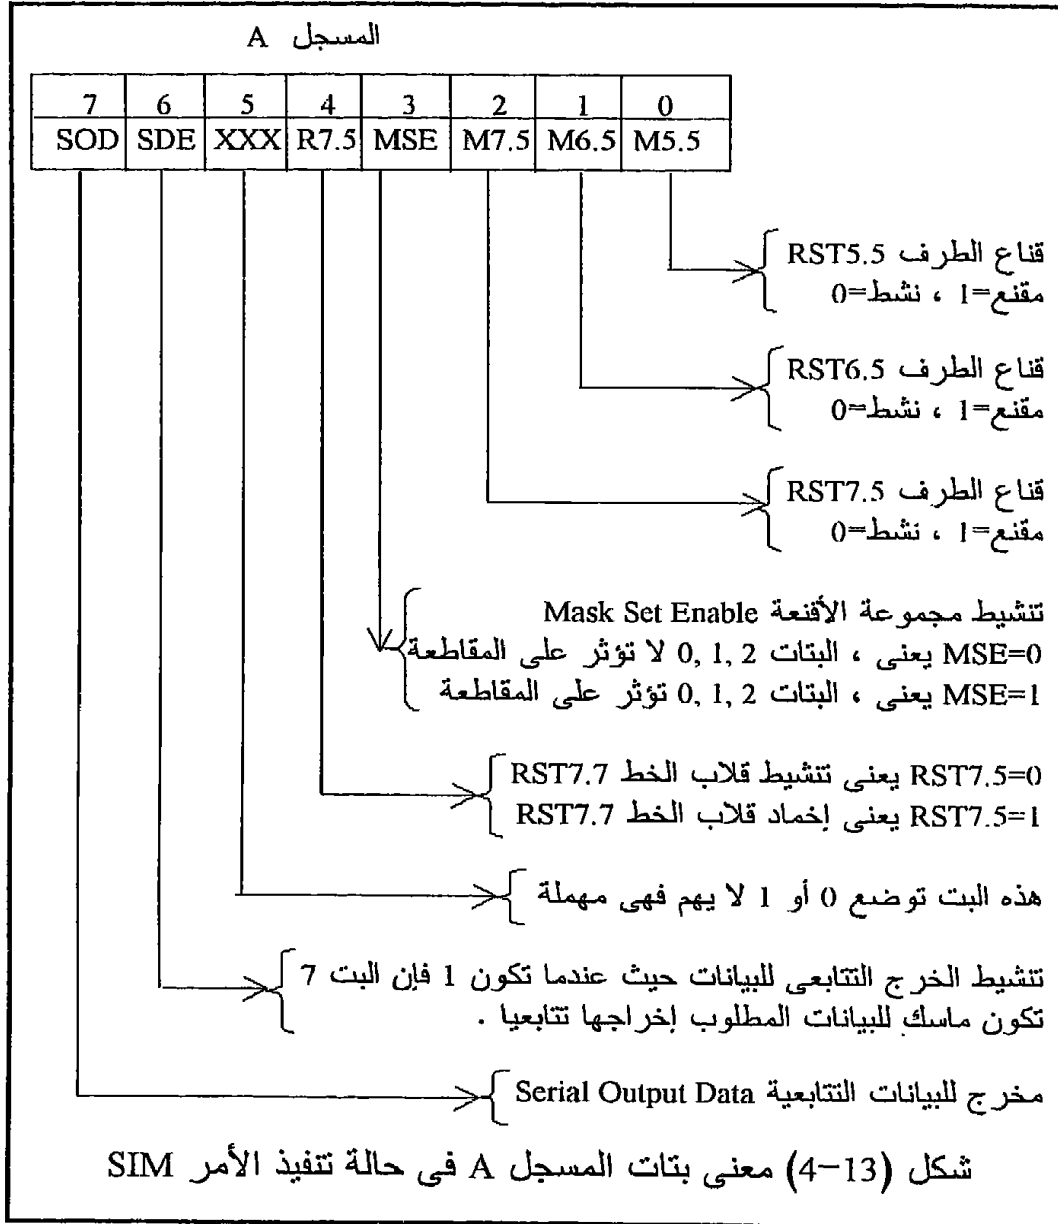 المسجل A
7 6 5 4 3 2 1 0
SOD SDE XXX R7.5 MSE M7.5 M6.5 M5.5
قناع الطرف RST5.5
مقنع=1 ، نشط=0
قناع الطرف RST6.5
مقنع=1 ، نشط=0
قناع الطرف RST7.5
مقنع=1 ، نشط=0
تنشيط مجموعة الأقنعة Mask Set Enable
MSE=0 يعنى ، البتات 0, 1, 2 لا تؤثر على المقاطعة
MSE=1 يعنى ، البتات 0, 1, 2 تؤثر على المقاطعة
RST7.5=0 يعنى تنشيط قلاب الخط RST7.7
RST7.5=1 يعنى إخماد قلاب الخط RST7.7
هذه البت توضع 0 أو 1 لا يهم فهى مهملة
تنشيط الخرج التتابعى للبيانات حيث عندما تكون 1 فإن البت 7
تكون ماسك للبيانات المطلوب إخراجها تتابعيا .
مخرج للبيانات التتابعية Serial Output Data
شكل (4-13) معنى بتات المسجل A فى حالة تنفيذ الأمر SIM